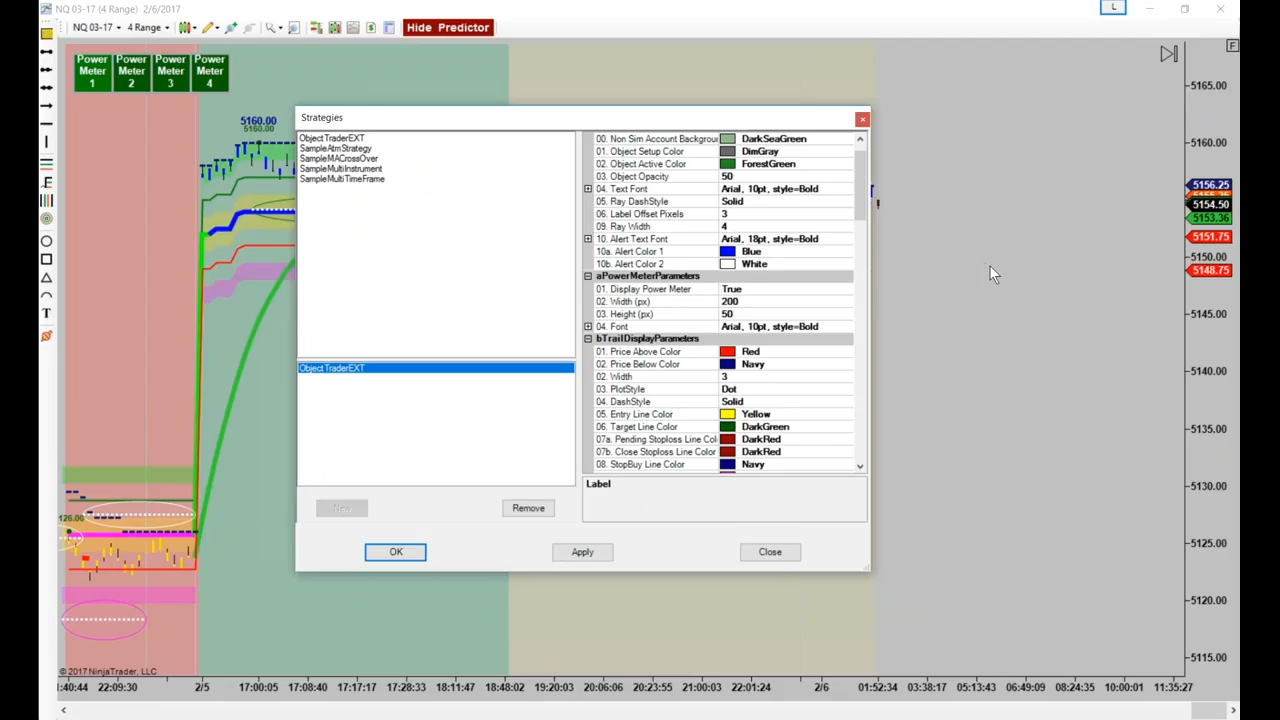 NQ 03-17 (4 Range) 2/6/2017
L
NQ 03-17 4 Range Hide Predictor
F
Power Meter 1
Power Meter 2
Power Meter 3
Power Meter 4
5160.00
5160.00
126.00
Strategies
ObjectTraderEXT
SampleAtmStrategy
SampleMACrossOver
SampleMultiInstrument
SampleMultiTimeFrame
ObjectTraderEXT
New
Remove
00. Non Sim Account Backgroun DarkSeaGreen
01. Object Setup Color DimGray
02. Object Active Color ForestGreen
03. Object Opacity 50
04. Text Font Arial, 10pt, style=Bold
05. Ray DashStyle Solid
06. Label Offset Pixels 3
09. Ray Width 4
10. Alert Text Font Arial, 18pt, style=Bold
10a. Alert Color 1 Blue
10b. Alert Color 2 White
aPowerMeterParameters
01. Display Power Meter True
02. Width (px) 200
03. Height (px) 50
04. Font Arial, 10pt, style=Bold
bTrailDisplayParameters
01. Price Above Color Red
02. Price Below Color Navy
02. Width 3
03. PlotStyle Dot
04. DashStyle Solid
05. Entry Line Color Yellow
06. Target Line Color DarkGreen
07a. Pending Stoploss Line Col DarkRed
07b. Close Stoploss Line Color DarkRed
08. StopBuy Line Color Navy
Label
OK
Apply
Close
5165.00
5160.00
5156.25
5154.50
5153.36
5151.75
5150.00
5148.75
5145.00
5140.00
5135.00
5130.00
5125.00
5120.00
5115.00
© 2017 NinjaTrader, LLC
1:40:44 22:09:30 2/5 17:00:05 17:08:40 17:17:17 17:28:33 18:11:47 18:48:02 19:20:03 20:06:06 20:23:55 21:00:03 22:01:24 2/6 01:52:34 03:38:17 05:13:43 06:49:09 08:24:35 10:00:01 11:35:27